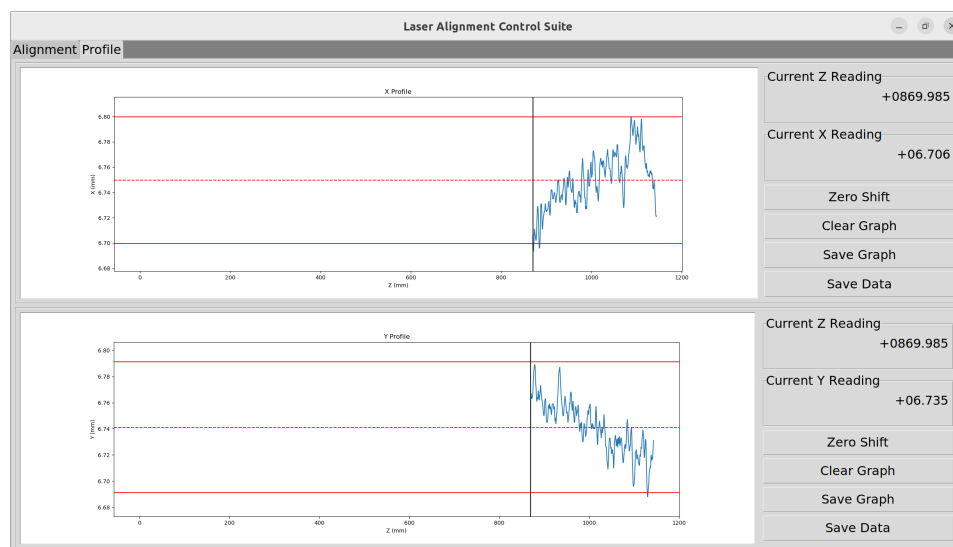 Laser Alignment Control Suite
Alignment Profile
X Profile
X (mm)
6.80
6.78
6.76
6.74
6.72
6.70
6.68
0 200 400 600 800 1000 1200
Z (mm)
Current Z Reading
+0869.985
Current X Reading
+06.706
Zero Shift
Clear Graph
Save Graph
Save Data
Y Profile
Y (mm)
6.80
6.78
6.76
6.74
6.72
6.70
6.68
0 200 400 600 800 1000 1200
Z (mm)
Current Z Reading
+0869.985
Current Y Reading
+06.735
Zero Shift
Clear Graph
Save Graph
Save Data